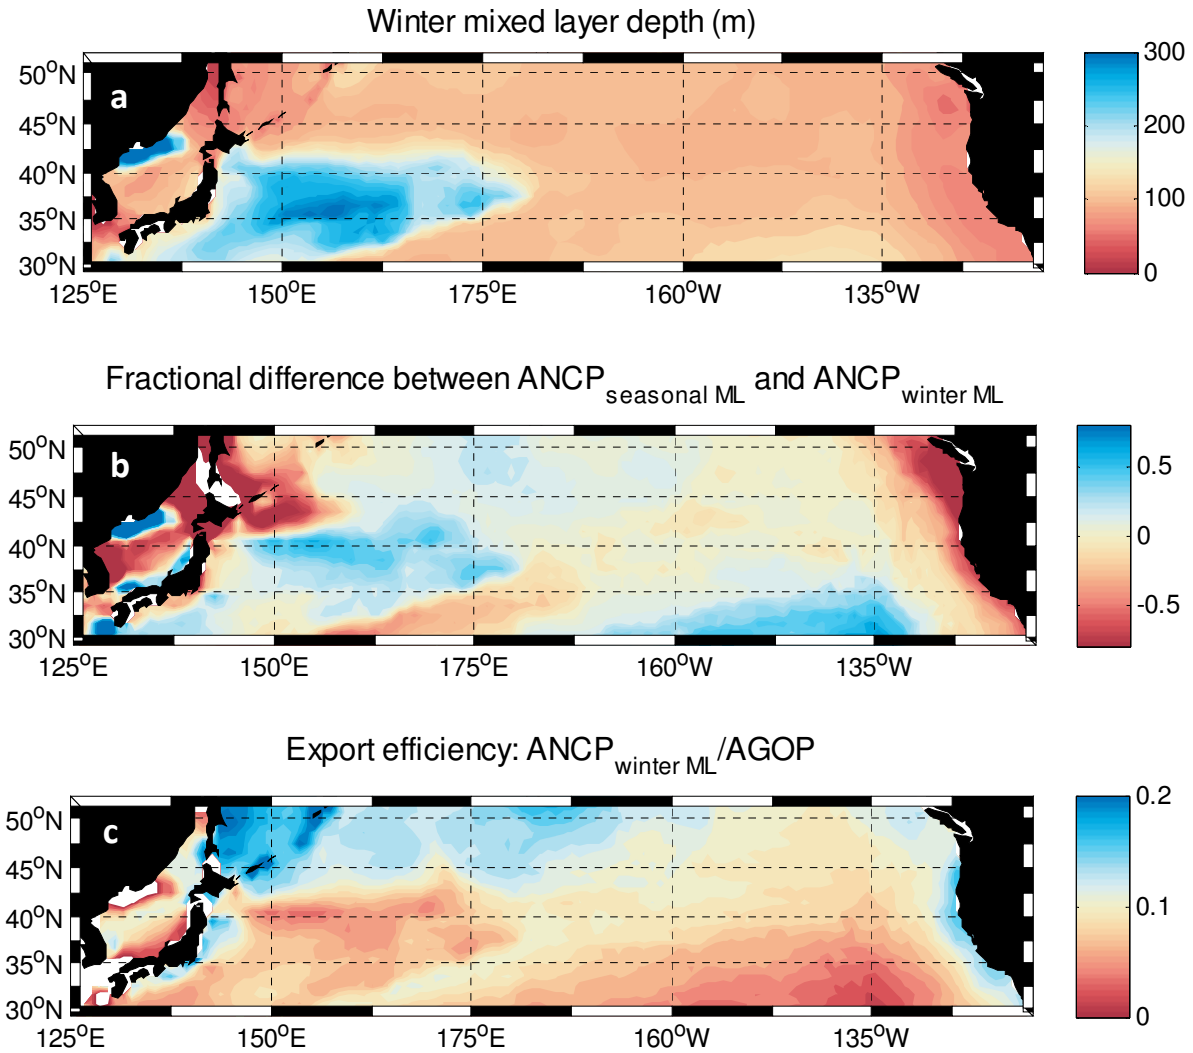 Winter mixed layer depth (m)
a
50°N
45°N
40°N
35°N
30°N
125°E 150°E 175°E 160°W 135°W
300
200
100
0
Fractional difference between ANCP seasonal ML and ANCP winter ML
b
50°N
45°N
40°N
35°N
30°N
125°E 150°E 175°E 160°W 135°W
0.5
0
-0.5
Export efficiency: ANCP winter ML/AGOP
c
50°N
45°N
40°N
35°N
30°N
125°E 150°E 175°E 160°W 135°W
0.2
0.1
0